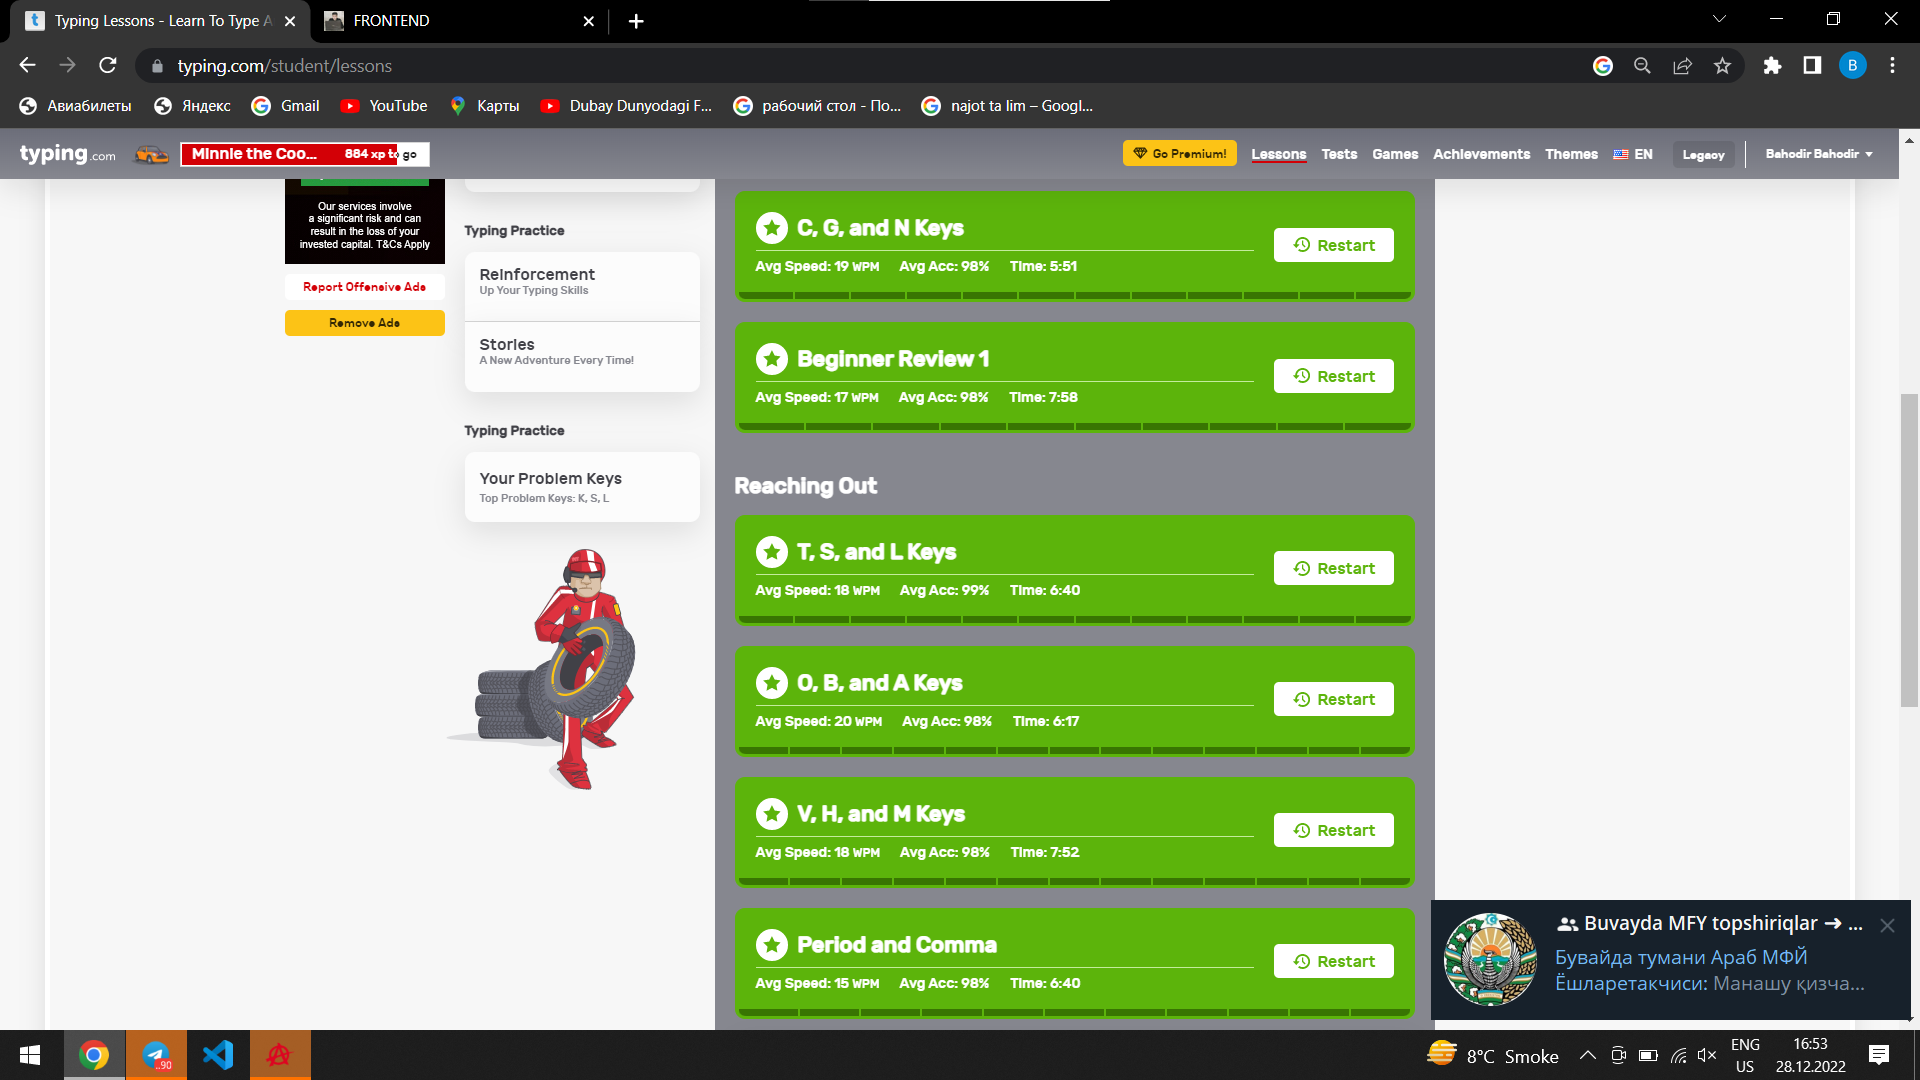 Typing Lessons - Learn To Type A
FRONTEND
typing.com/student/lessons
B
Авиабилеты
Яндекс
Gmail
YouTube
Карты
Dubay Dunyodagi F...
рабочий стол - По...
najot ta lim – Googl...
typing.com
Minnie the Coo...
884 xp to go
Go Premium!
Lessons
Tests
Games
Achievements
Themes
EN
Legacy
Bahodir Bahodir
Our services involve
a significant risk and can
result in the loss of your
invested capital. T&Cs Apply
Report Offensive Ads
Remove Ads
Typing Practice
Reinforcement
Up Your Typing Skills
Stories
A New Adventure Every Time!
Typing Practice
Your Problem Keys
Top Problem Keys: K, S, L
C, G, and N Keys
Avg Speed: 19 WPM Avg Acc: 98% Time: 5:51
Restart
Beginner Review 1
Avg Speed: 17 WPM Avg Acc: 98% Time: 7:58
Restart
Reaching Out
T, S, and L Keys
Avg Speed: 18 WPM Avg Acc: 99% Time: 6:40
Restart
O, B, and A Keys
Avg Speed: 20 WPM Avg Acc: 98% Time: 6:17
Restart
V, H, and M Keys
Avg Speed: 18 WPM Avg Acc: 98% Time: 7:52
Restart
Period and Comma
Avg Speed: 15 WPM Avg Acc: 98% Time: 6:40
Restart
Buvayda MFY topshiriqlar ➔ ...
Бувайда тумани Араб МФЙ
Ёшларетакчиси: Манашу қизча...
..90
8°C Smoke
ENG
US
16:53
28.12.2022